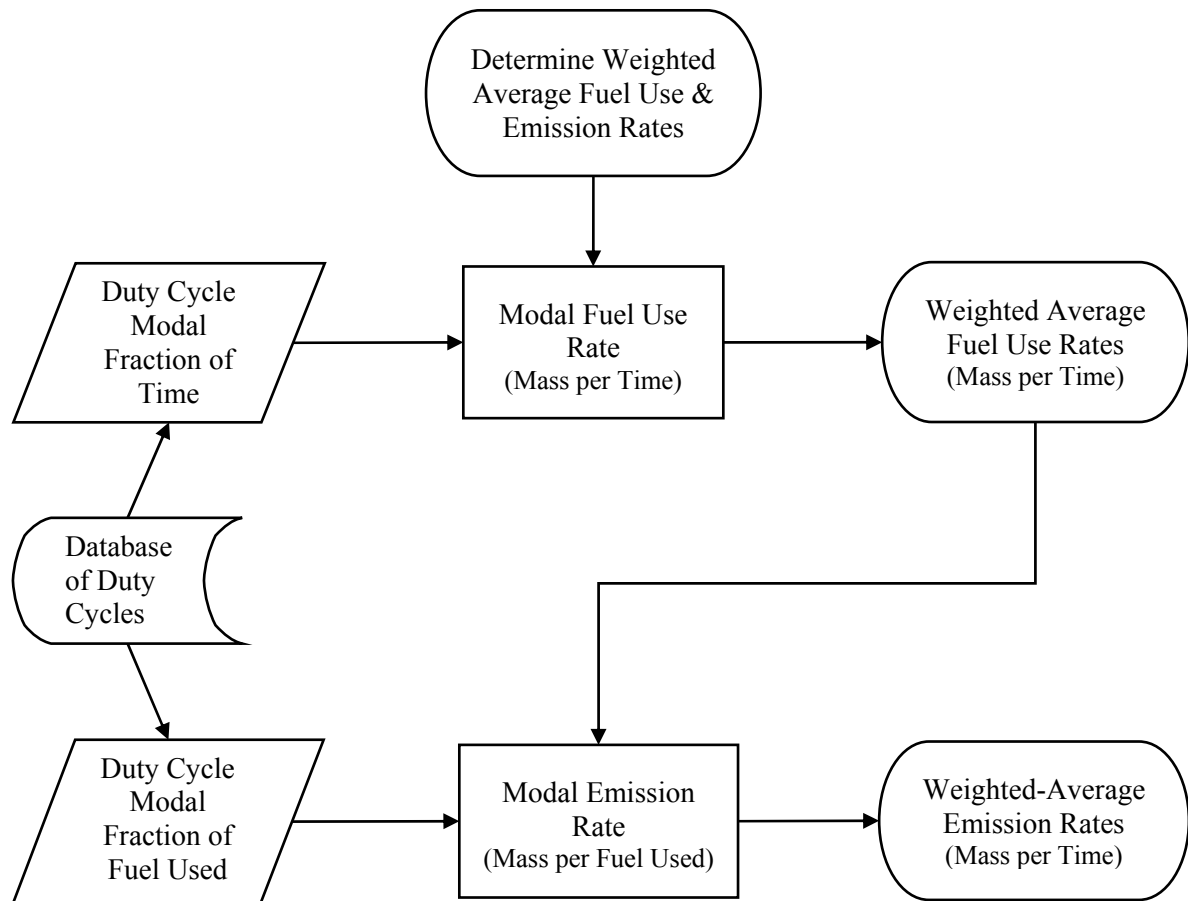 Determine Weighted
Average Fuel Use &
Emission Rates
Duty Cycle
Modal
Fraction of
Time
Modal Fuel Use
Rate
(Mass per Time)
Weighted Average
Fuel Use Rates
(Mass per Time)
Database
of Duty
Cycles
Duty Cycle
Modal
Fraction of
Fuel Used
Modal Emission
Rate
(Mass per Fuel Used)
Weighted-Average
Emission Rates
(Mass per Time)